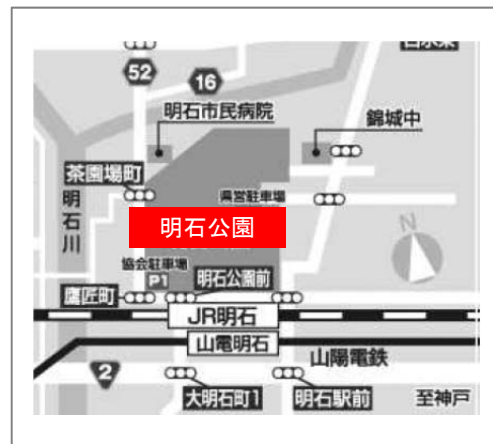 52
16
明石市民病院
錦城中
茶園場町
県営駐車場
明石川
明石公園
協会駐車場
P1
明石公園前
鷹匠町
N
JR明石
山電明石
山陽電鉄
2
大明石町1
明石駅前
至神戸